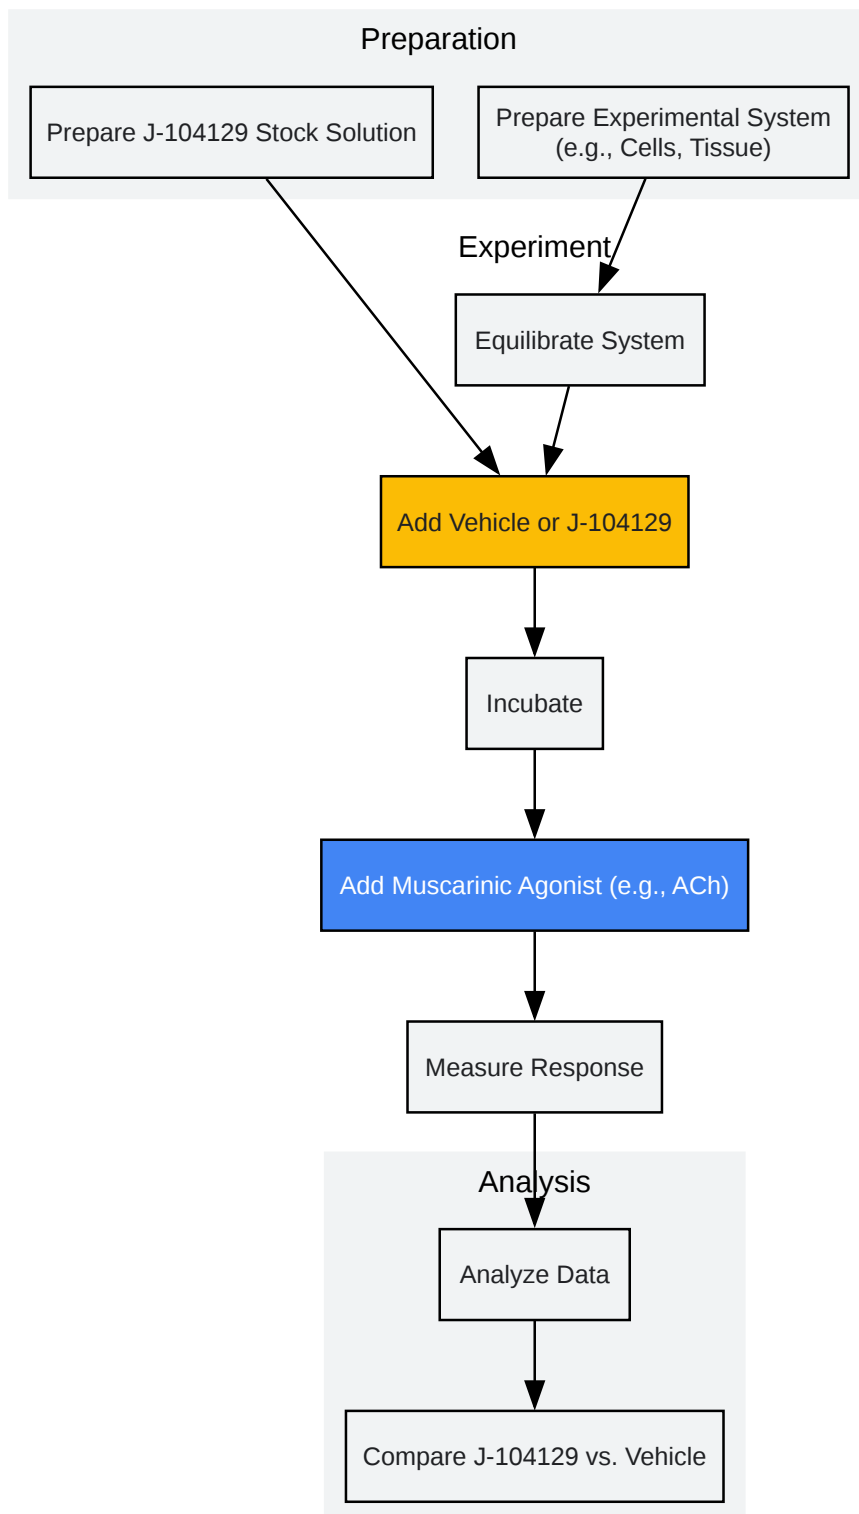 Preparation
Prepare J-104129 Stock Solution
Prepare Experimental System
(e.g., Cells, Tissue)
Experiment
Equilibrate System
Add Vehicle or J-104129
Incubate
Add Muscarinic Agonist (e.g., ACh)
Measure Response
Analysis
Analyze Data
Compare J-104129 vs. Vehicle